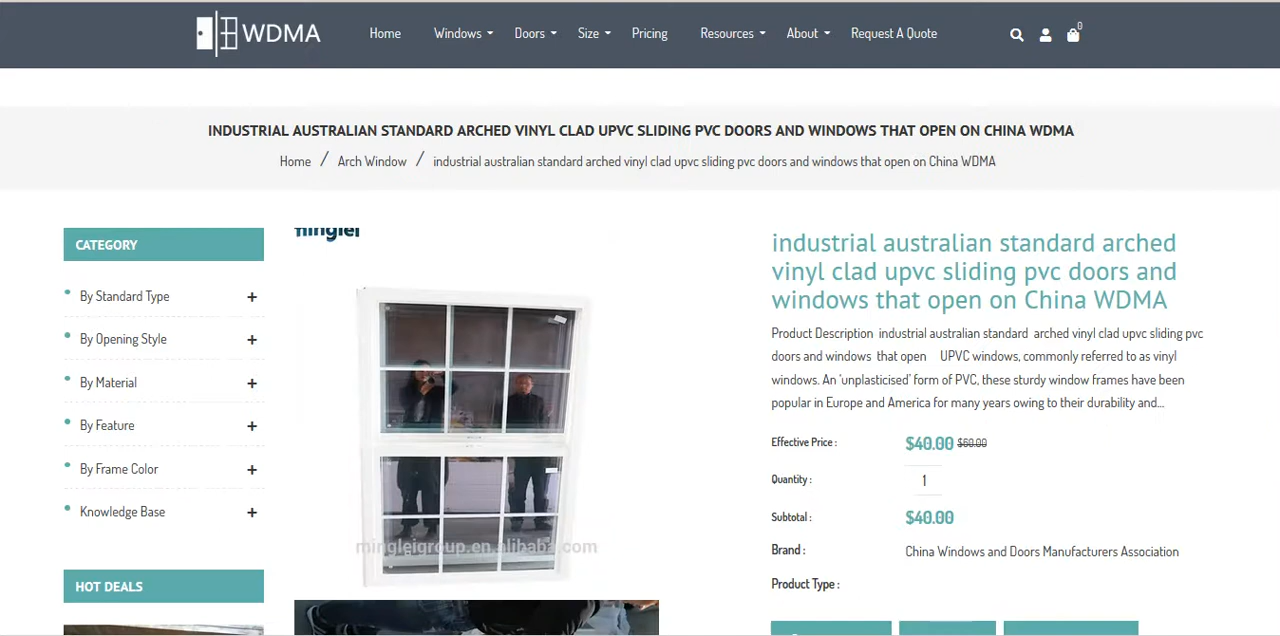 WDMA
Home
Windows
Doors
Size
Pricing
Resources
About
Request A Quote
0
INDUSTRIAL AUSTRALIAN STANDARD ARCHED VINYL CLAD UPVC SLIDING PVC DOORS AND WINDOWS THAT OPEN ON CHINA WDMA
Home / Arch Window / industrial australian standard arched vinyl clad upvc sliding pvc doors and windows that open on China WDMA
CATEGORY
By Standard Type +
By Opening Style +
By Material +
By Feature +
By Frame Color +
Knowledge Base +
HOT DEALS
minglei
mingleigroup.en.alibaba.com
industrial australian standard arched
vinyl clad upvc sliding pvc doors and
windows that open on China WDMA
Product Description industrial australian standard arched vinyl clad upvc sliding pvc
doors and windows that open UPVC windows, commonly referred to as vinyl
windows. An ‘unplasticised’ form of PVC, these sturdy window frames have been
popular in Europe and America for many years owing to their durability and...
Effective Price : $40.00 $60.00
Quantity : 1
Subtotal : $40.00
Brand : China Windows and Doors Manufacturers Association
Product Type :